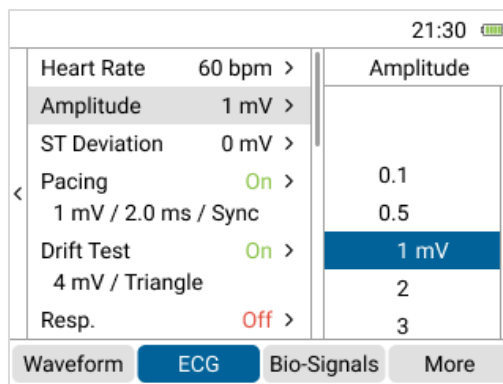 21:30
Heart Rate 60 bpm >
Amplitude 1 mV >
ST Deviation 0 mV >
Pacing On >
1 mV / 2.0 ms / Sync
Drift Test On >
4 mV / Triangle
Resp. Off >
<
Amplitude
0.1
0.5
1 mV
2
3
Waveform ECG Bio-Signals More